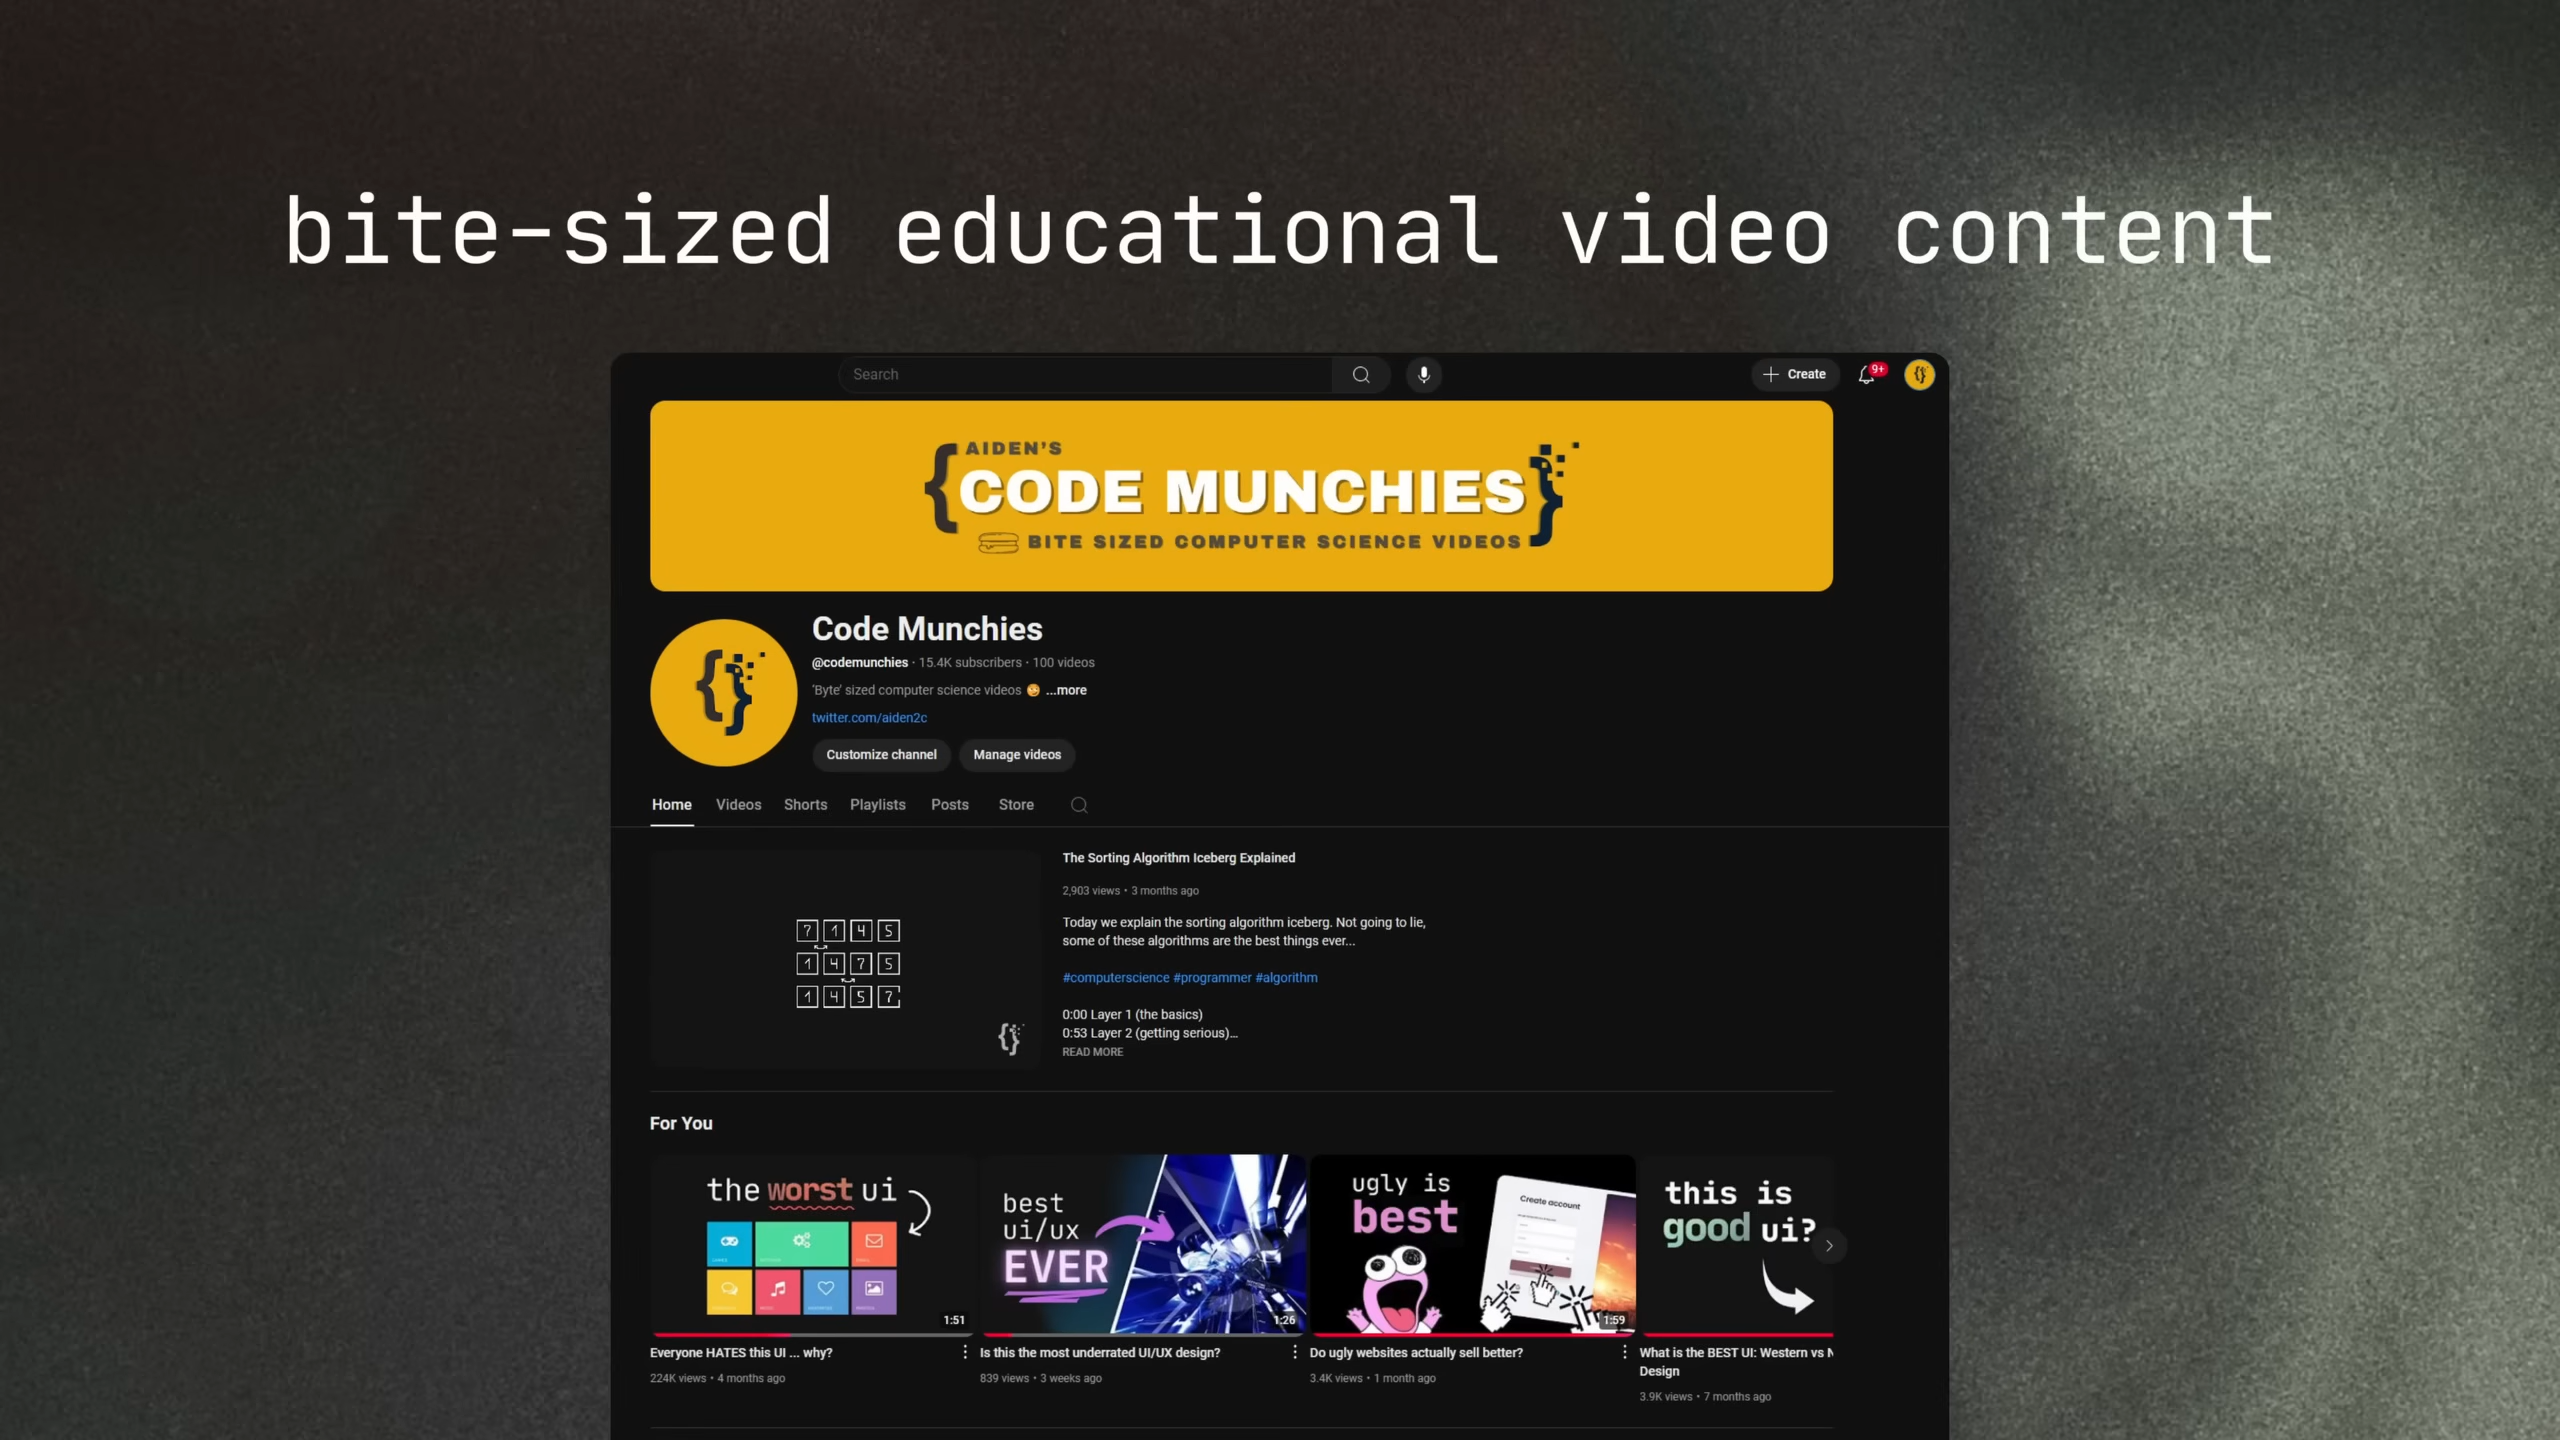 bite-sized educational video content
Search
Create
9+
AIDEN'S
{CODE MUNCHIES}
BITE SIZED COMPUTER SCIENCE VIDEOS
Code Munchies
@codemunchies · 15.4K subscribers · 100 videos
'Byte' sized computer science videos ...more
twitter.com/aiden2c
Customize channel
Manage videos
Home Videos Shorts Playlists Posts Store
7 1 4 5
1 4 7 5
1 4 5 7
The Sorting Algorithm Iceberg Explained
2,903 views • 3 months ago
Today we explain the sorting algorithm iceberg. Not going to lie,
some of these algorithms are the best things ever...
#computerscience #programmer #algorithm
0:00 Layer 1 (the basics)
0:53 Layer 2 (getting serious)...
READ MORE
For You
the worst ui
1:51
Everyone HATES this UI ... why?
224K views • 4 months ago
best
ui/ux
EVER
1:26
Is this the most underrated UI/UX design?
839 views • 3 weeks ago
ugly is
best
Create account
1:59
Do ugly websites actually sell better?
3.4K views • 1 month ago
this is
good ui?
What is the BEST UI: Western vs
Design
3.9K views • 7 months ago